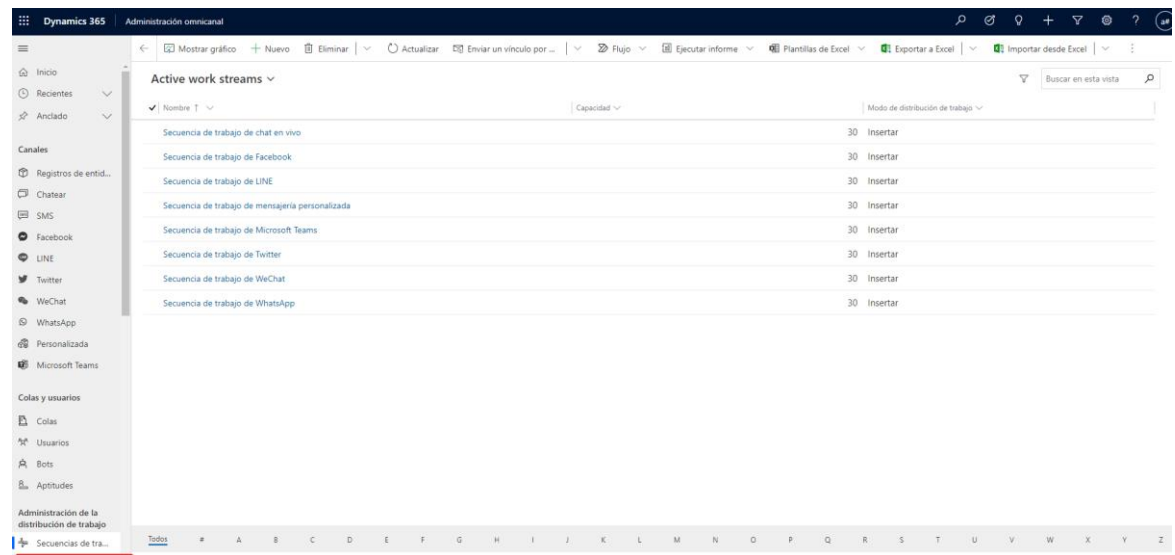 Dynamics 365 Administración omnicanal
Mostrar gráfico Nuevo Eliminar Actualizar Enviar un vínculo por ... Flujo Ejecutar informe Plantillas de Excel Exportar a Excel Importar desde Excel
Inicio
Recientes
Anclado
Canales
Registros de entid...
Chatear
SMS
Facebook
LINE
Twitter
WeChat
WhatsApp
Personalizada
Microsoft Teams
Colas y usuarios
Colas
Usuarios
Bots
Aptitudes
Administración de la
distribución de trabajo
Secuencias de tra...
Active work streams
Buscar en esta vista
Nombre ↑ Capacidad Modo de distribución de trabajo
Secuencia de trabajo de chat en vivo 30 Insertar
Secuencia de trabajo de Facebook 30 Insertar
Secuencia de trabajo de LINE 30 Insertar
Secuencia de trabajo de mensajería personalizada 30 Insertar
Secuencia de trabajo de Microsoft Teams 30 Insertar
Secuencia de trabajo de Twitter 30 Insertar
Secuencia de trabajo de WeChat 30 Insertar
Secuencia de trabajo de WhatsApp 30 Insertar
Todos # A B C D E F G H I J K L M N O P Q R S T U V W X Y Z